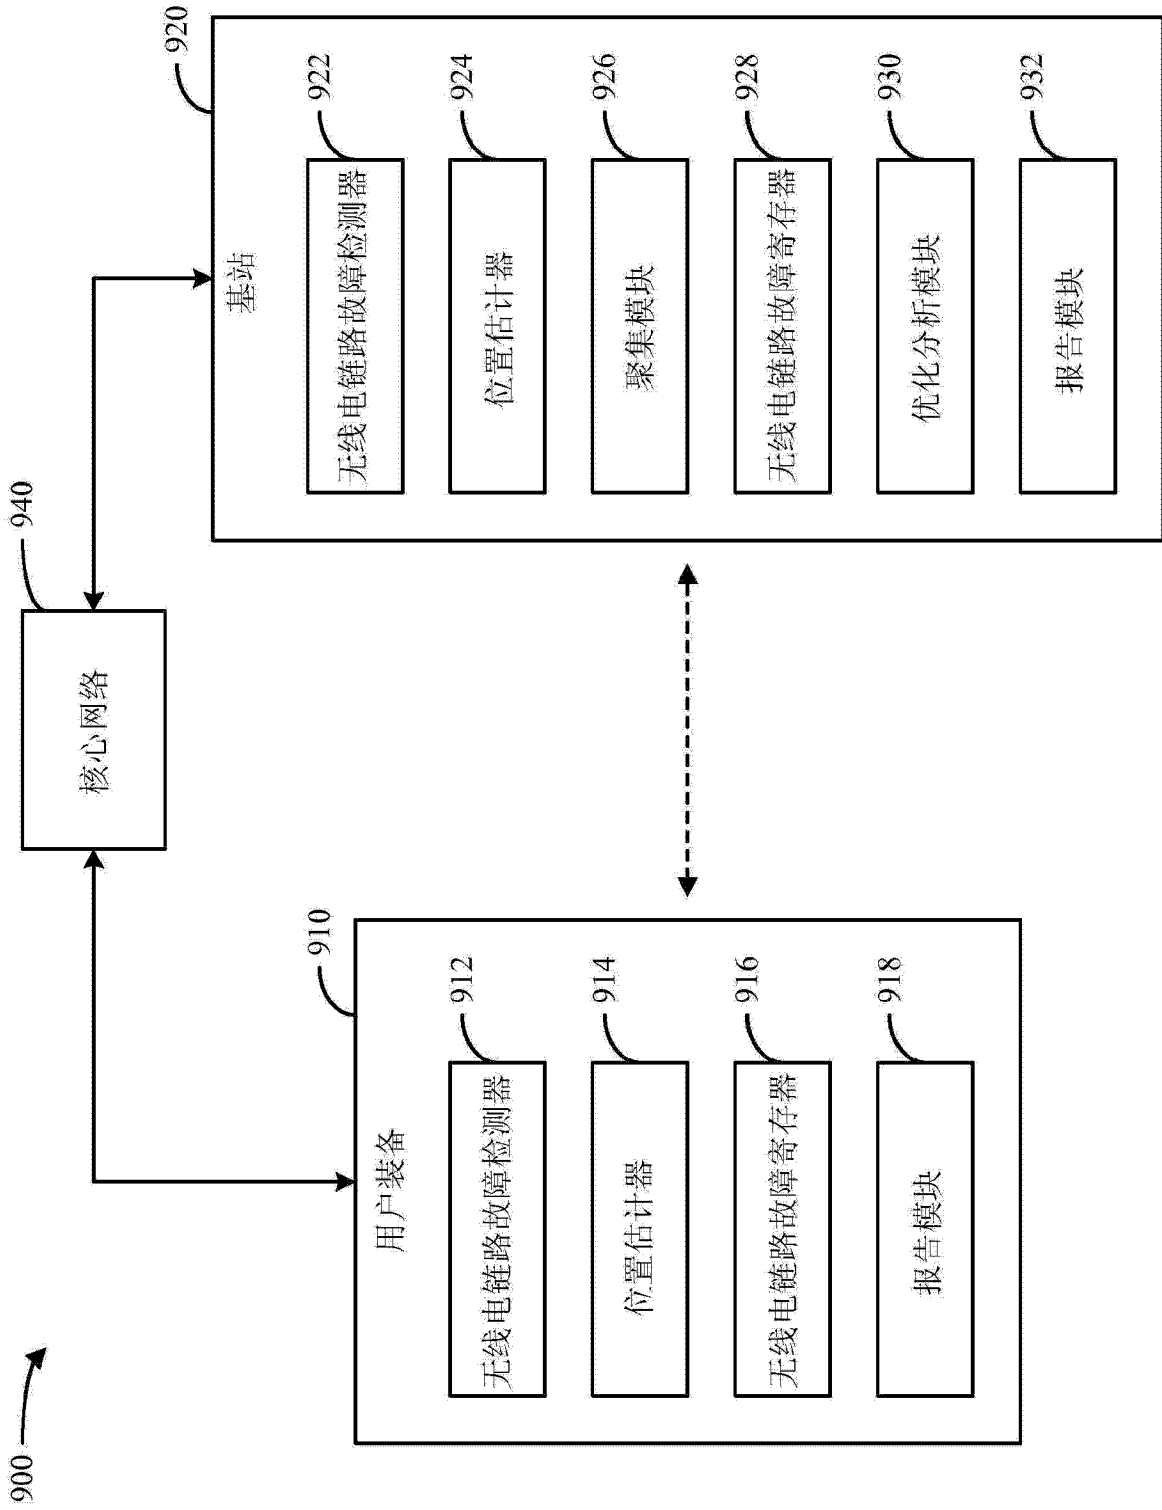 900
940
核心网络
910
用户装备
912
无线电链路故障检测器
914
位置估计器
916
无线电链路故障寄存器
918
报告模块
920
基站
922
无线电链路故障检测器
924
位置估计器
926
聚集模块
928
无线电链路故障寄存器
930
优化分析模块
932
报告模块